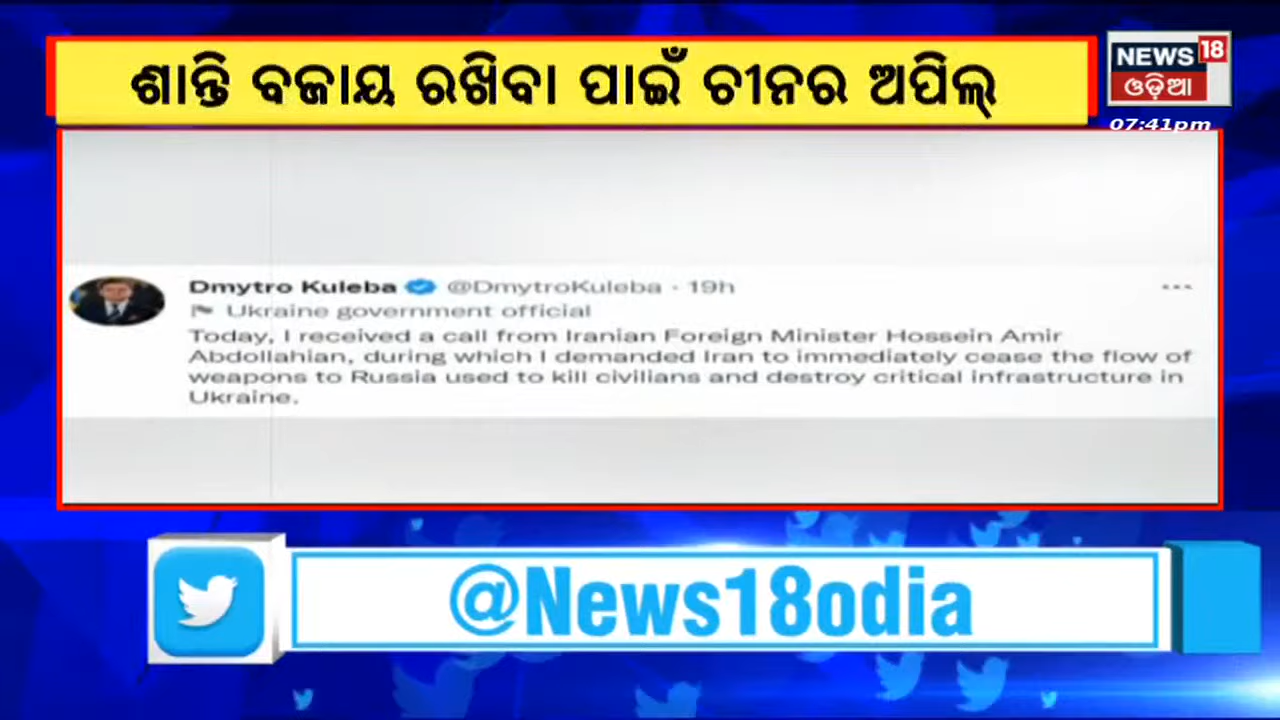 ଶାନ୍ତି ବଜାୟ ରଖିବା ପାଇଁ ଚୀନର ଅପିଲ୍
NEWS 18
ଓଡ଼ିଆ
07:41pm
Dmytro Kuleba @DmytroKuleba · 19h
Ukraine government official
Today, I received a call from Iranian Foreign Minister Hossein Amir
Abdollahian, during which I demanded Iran to immediately cease the flow of
weapons to Russia used to kill civilians and destroy critical infrastructure in
Ukraine.
@News18odia